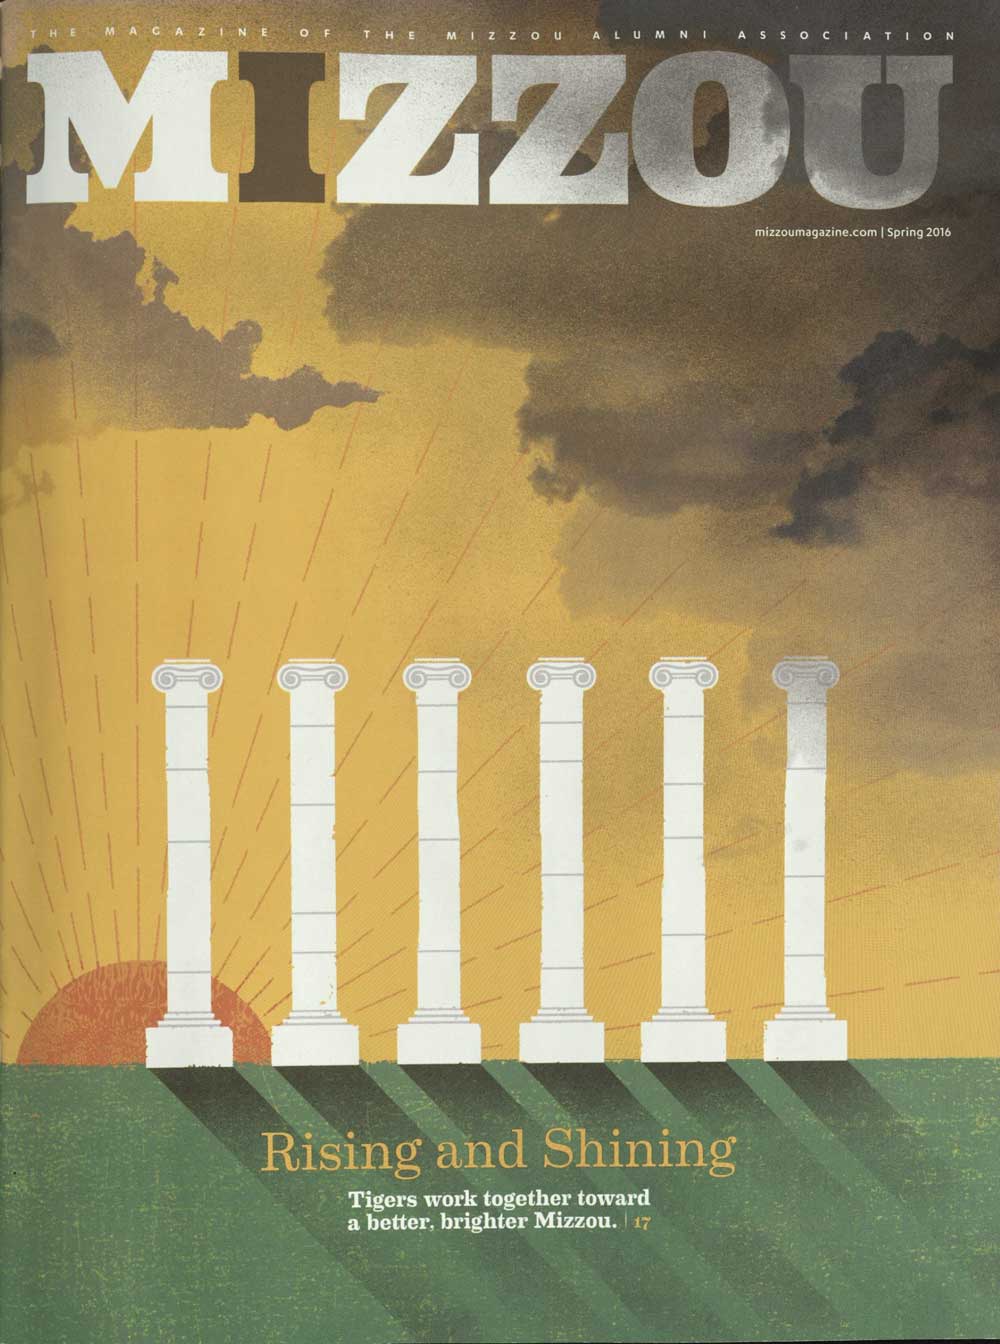 THE MAGAZINE OF THE MIZZOU ALUMNI ASSOCIATION
MIZZOU
mizzoumagazine.com | Spring 2016
Rising and Shining
Tigers work together toward
a better, brighter Mizzou. | 17